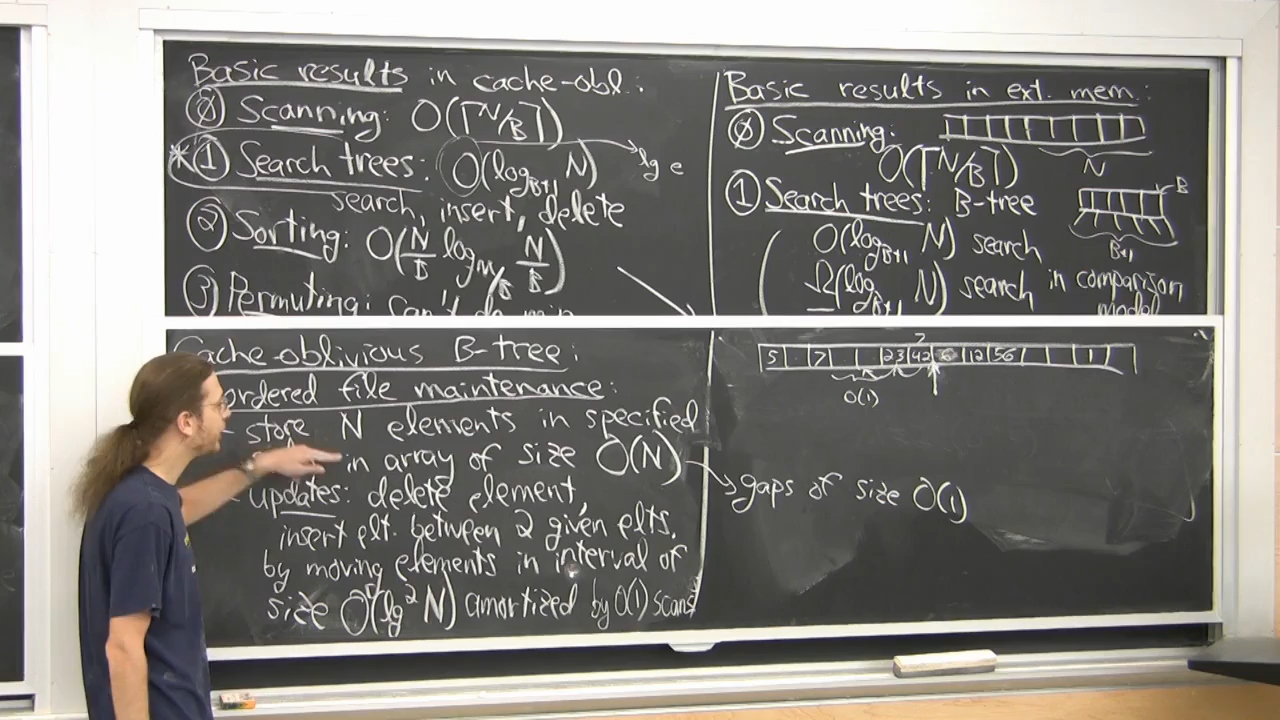 Basic results in cache-obl.:
⓪ Scanning: O(⌈N/B⌉)
* ① Search trees: O(log_{B+1} N) → lg e
search, insert, delete
② Sorting: O(N/B log_{M/B} N/B)
③ Permuting: can't do min
Basic results in ext. mem.:
⓪ Scanning:
O(⌈N/B⌉) N
① Search trees: B-tree
B
B+1
O(log_{B+1} N) search
Ω(log_{B+1} N) search in comparison
model
Cache-oblivious B-tree:
ordered file maintenance:
- store N elements in specified
in array of size O(N)
- updates: delete element,
insert elt. between 2 given elts.
by moving elements in interval of
size O(lg² N) amortized by O(1) scans
7
5 7 23 42 6 12 56 1
O(1)
→ gaps of size O(1)